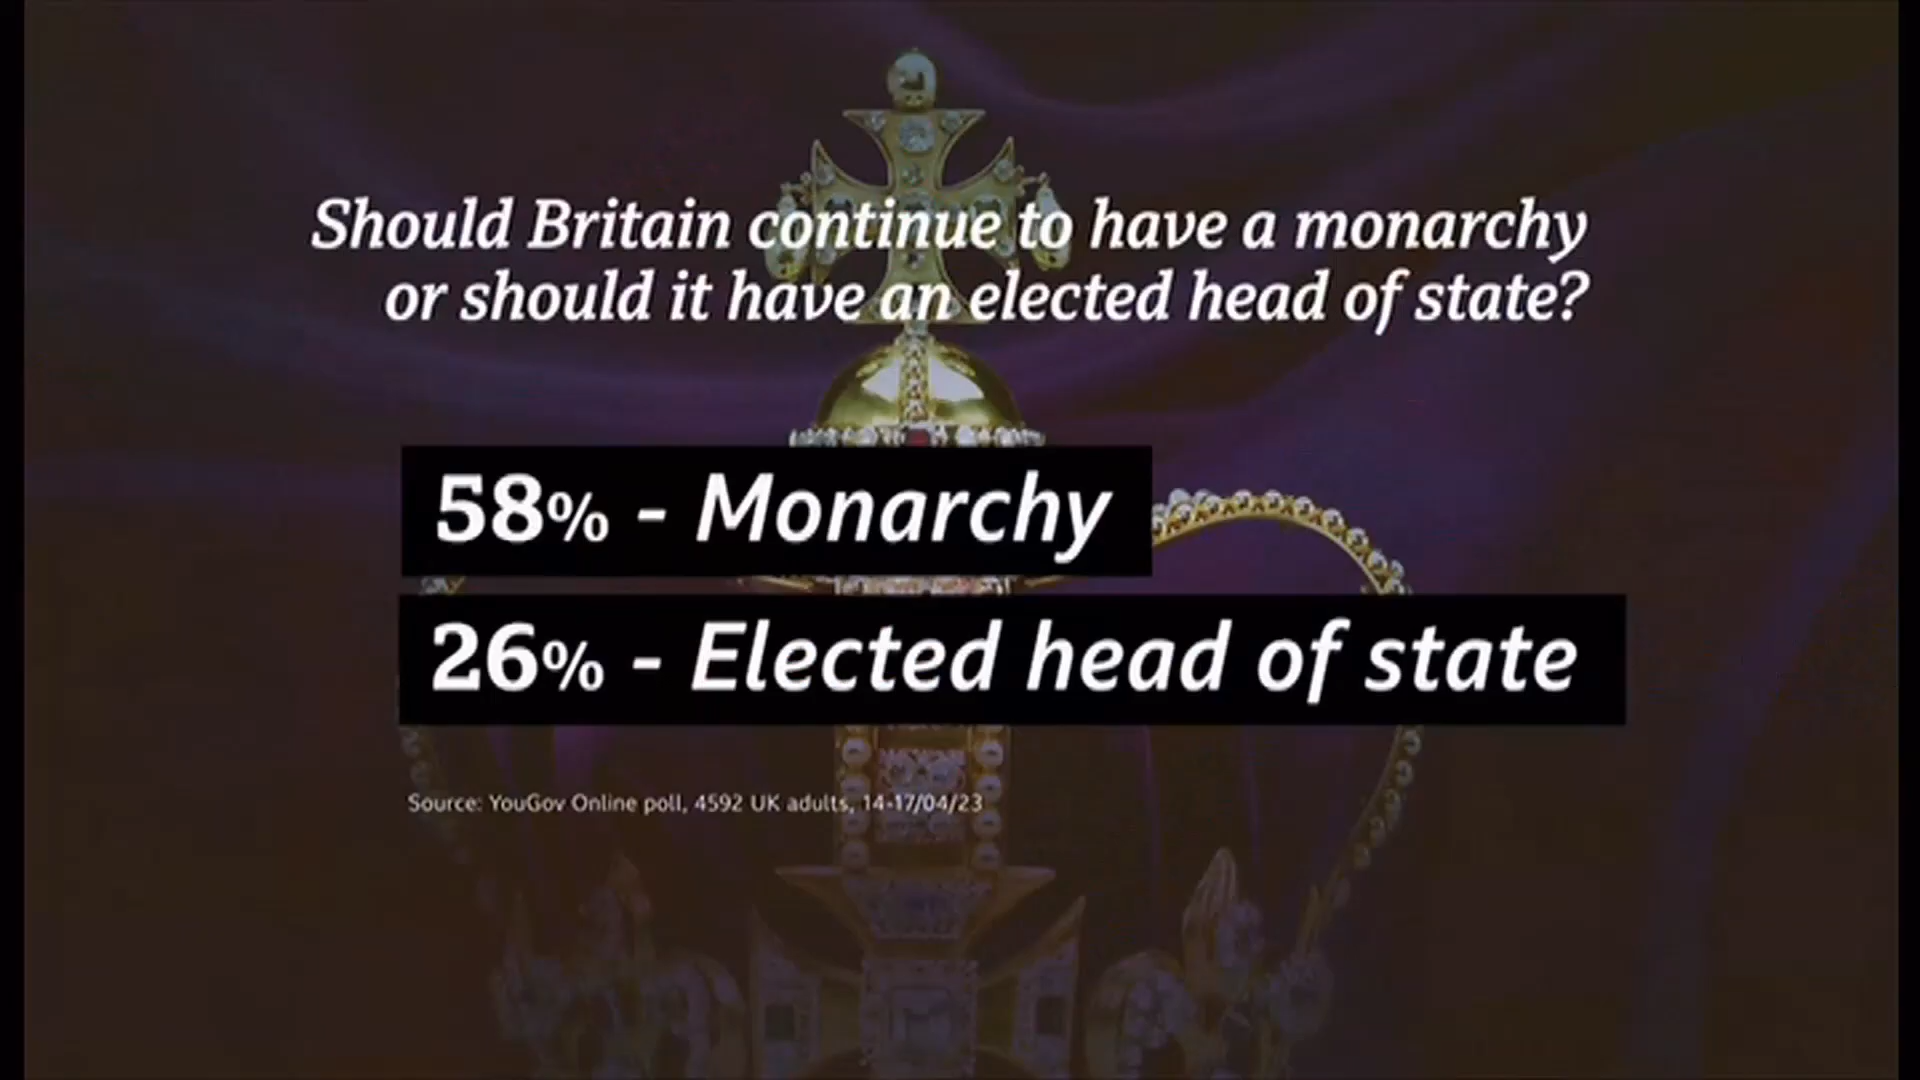 Should Britain continue to have a monarchy
or should it have an elected head of state?
58% - Monarchy
26% - Elected head of state
Source: YouGov Online poll, 4592 UK adults, 14-17/04/23